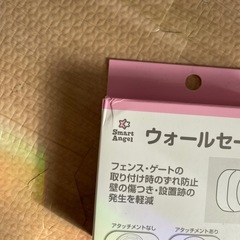 Smart
Angel
ウォールセー
フェンス・ゲートの
取り付け時のずれ防止
壁の傷つき・設置跡の
発生を軽減
アタッチメントなし
アタッチメントあり